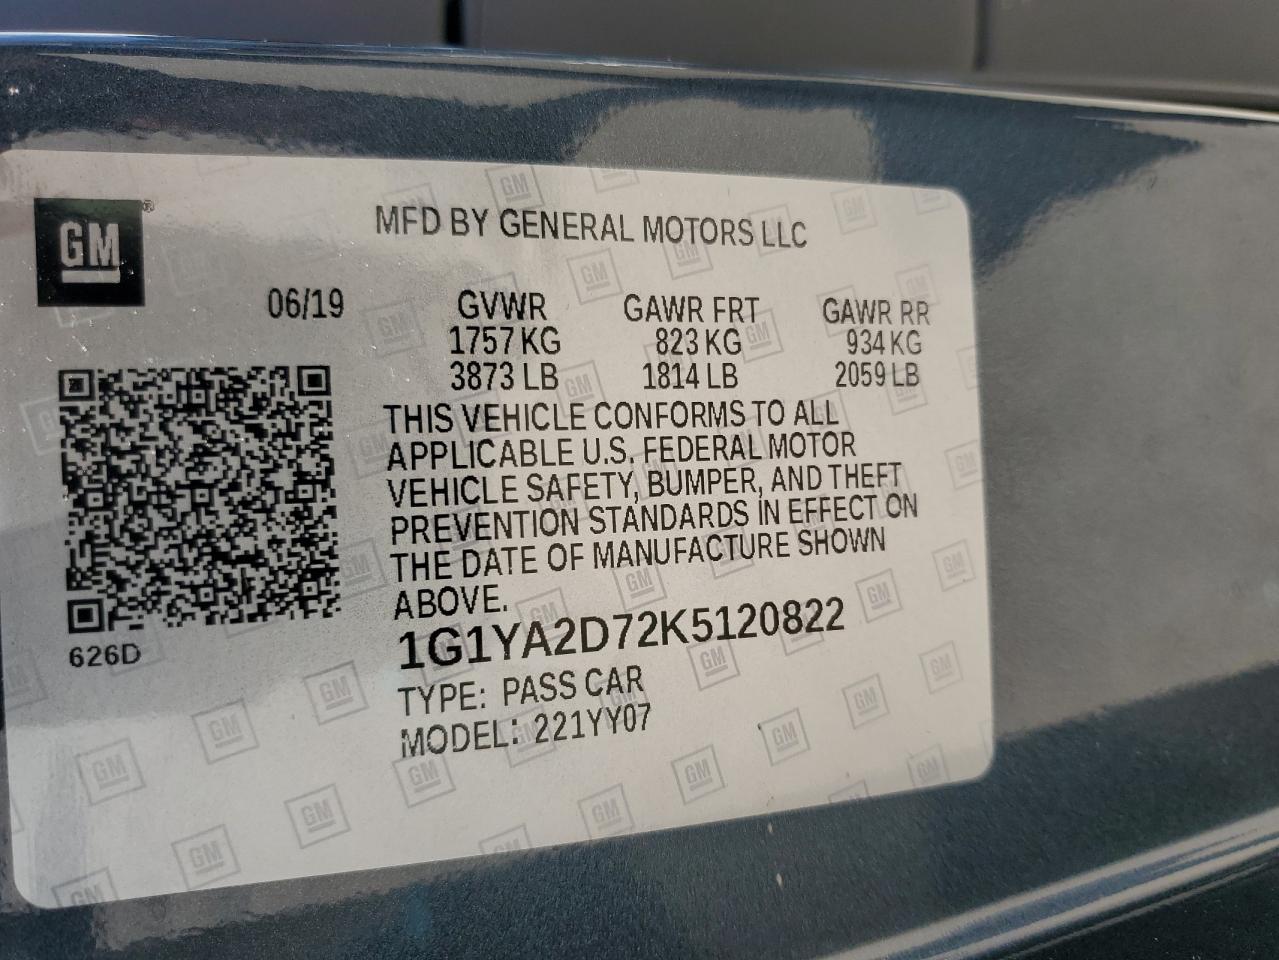 GM®
MFD BY GENERAL MOTORS LLC
06/19
GVWR
1757 KG
3873 LB
GAWR FRT
823 KG
1814 LB
GAWR RR
934 KG
2059 LB
THIS VEHICLE CONFORMS TO ALL
APPLICABLE U.S. FEDERAL MOTOR
VEHICLE SAFETY, BUMPER, AND THEFT
PREVENTION STANDARDS IN EFFECT ON
THE DATE OF MANUFACTURE SHOWN
ABOVE.
1G1YA2D72K5120822
TYPE: PASS CAR
MODEL: 221YY07
626D